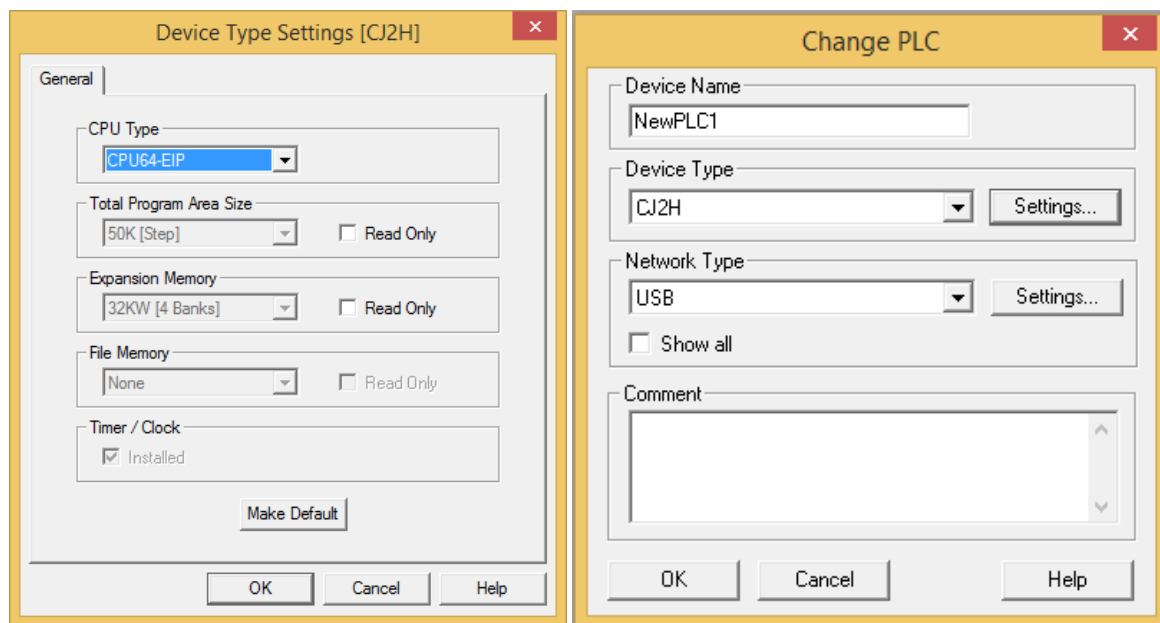 Device Type Settings [CJ2H]
General
CPU Type
CPU64-EIP
Total Program Area Size
50K [Step]
Read Only
Expansion Memory
32KW [4 Banks]
Read Only
File Memory
None
Read Only
Timer / Clock
Installed
Make Default
OK
Cancel
Help
Change PLC
Device Name
NewPLC1
Device Type
CJ2H
Settings...
Network Type
USB
Settings...
Show all
Comment
OK
Cancel
Help